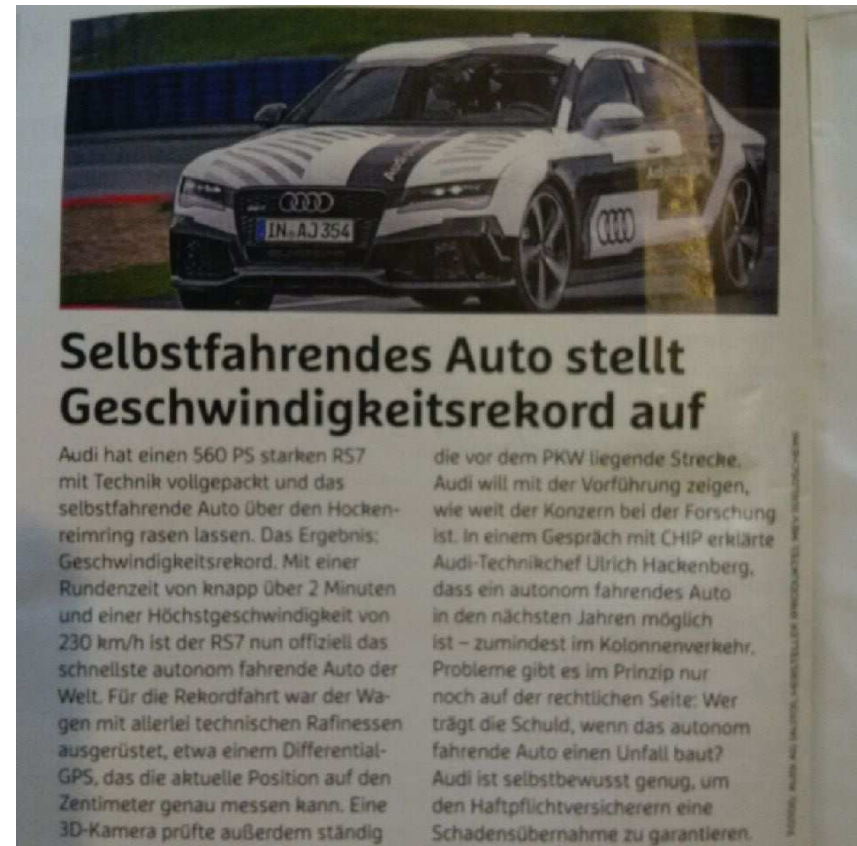 IN AJ 354
Audi
Selbstfahrendes Auto stellt
Geschwindigkeitsrekord auf
Audi hat einen 560 PS starken RS7
mit Technik vollgepackt und das
selbstfahrende Auto über den Hocken-
reimring rasen lassen. Das Ergebnis:
Geschwindigkeitsrekord. Mit einer
Rundenzeit von knapp über 2 Minuten
und einer Höchstgeschwindigkeit von
230 km/h ist der RS7 nun offiziell das
schnellste autonom fahrende Auto der
Welt. Für die Rekordfahrt war der Wa-
gen mit allerlei technischen Rafinessen
ausgerüstet, etwa einem Differential-
GPS, das die aktuelle Position auf den
Zentimeter genau messen kann. Eine
3D-Kamera prüfte außerdem ständig
die vor dem PKW liegende Strecke.
Audi will mit der Vorführung zeigen,
wie weit der Konzern bei der Forschung
ist. In einem Gespräch mit CHIP erklärte
Audi-Technikchef Ulrich Hackenberg,
dass ein autonom fahrendes Auto
in den nächsten Jahren möglich
ist – zumindest im Kolonnenverkehr.
Probleme gibt es im Prinzip nur
noch auf der rechtlichen Seite: Wer
trägt die Schuld, wenn das autonom
fahrende Auto einen Unfall baut?
Audi ist selbstbewusst genug, um
den Haftpflichtversicherern eine
Schadensübernahme zu garantieren.